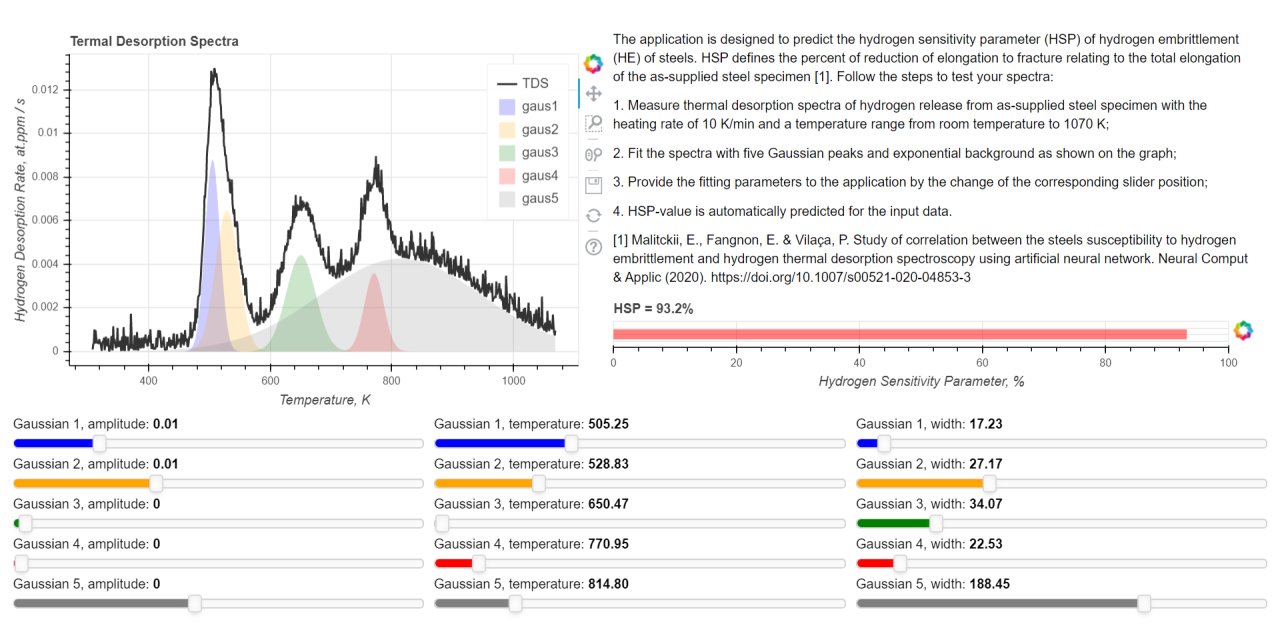 Termal Desorption Spectra
Hydrogen Desorption Rate, at.ppm / s
0.012
0.01
0.008
0.006
0.004
0.002
0
400
600
800
1000
Temperature, K
TDS
gaus1
gaus2
gaus3
gaus4
gaus5
The application is designed to predict the hydrogen sensitivity parameter (HSP) of hydrogen embrittlement
(HE) of steels. HSP defines the percent of reduction of elongation to fracture relating to the total elongation
of the as-supplied steel specimen [1]. Follow the steps to test your spectra:
1. Measure thermal desorption spectra of hydrogen release from as-supplied steel specimen with the
heating rate of 10 K/min and a temperature range from room temperature to 1070 K;
2. Fit the spectra with five Gaussian peaks and exponential background as shown on the graph;
3. Provide the fitting parameters to the application by the change of the corresponding slider position;
4. HSP-value is automatically predicted for the input data.
[1] Malitckii, E., Fangnon, E. & Vilaça, P. Study of correlation between the steels susceptibility to hydrogen
embrittlement and hydrogen thermal desorption spectroscopy using artificial neural network. Neural Comput
& Applic (2020). https://doi.org/10.1007/s00521-020-04853-3
HSP = 93.2%
0
20
40
60
80
100
Hydrogen Sensitivity Parameter, %
Gaussian 1, amplitude: 0.01
Gaussian 1, temperature: 505.25
Gaussian 1, width: 17.23
Gaussian 2, amplitude: 0.01
Gaussian 2, temperature: 528.83
Gaussian 2, width: 27.17
Gaussian 3, amplitude: 0
Gaussian 3, temperature: 650.47
Gaussian 3, width: 34.07
Gaussian 4, amplitude: 0
Gaussian 4, temperature: 770.95
Gaussian 4, width: 22.53
Gaussian 5, amplitude: 0
Gaussian 5, temperature: 814.80
Gaussian 5, width: 188.45